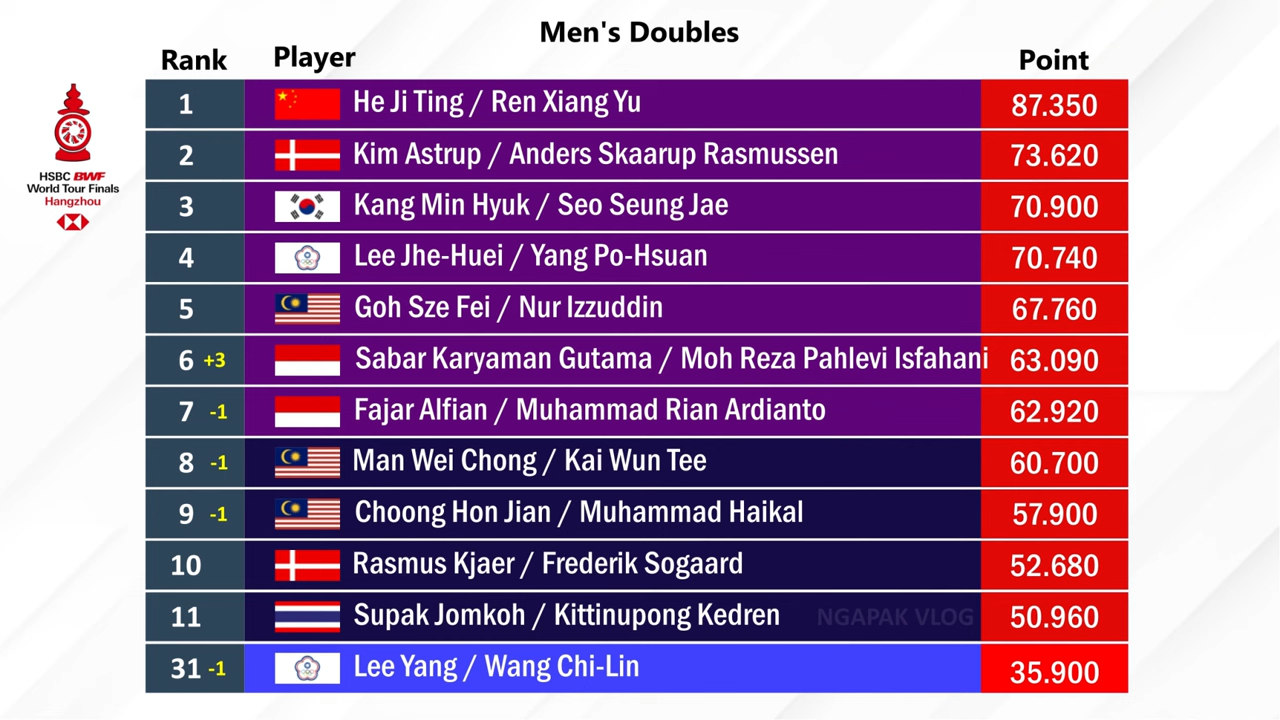 Men's Doubles
Rank Player Point
HSBC BWF
World Tour Finals
Hangzhou
1 He Ji Ting / Ren Xiang Yu 87.350
2 Kim Astrup / Anders Skaarup Rasmussen 73.620
3 Kang Min Hyuk / Seo Seung Jae 70.900
4 Lee Jhe-Huei / Yang Po-Hsuan 70.740
5 Goh Sze Fei / Nur Izzuddin 67.760
6 +3 Sabar Karyaman Gutama / Moh Reza Pahlevi Isfahani 63.090
7 -1 Fajar Alfian / Muhammad Rian Ardianto 62.920
8 -1 Man Wei Chong / Kai Wun Tee 60.700
9 -1 Choong Hon Jian / Muhammad Haikal 57.900
10 Rasmus Kjaer / Frederik Sogaard 52.680
11 Supak Jomkoh / Kittinupong Kedren NGAPAK VLOG 50.960
31 -1 Lee Yang / Wang Chi-Lin 35.900